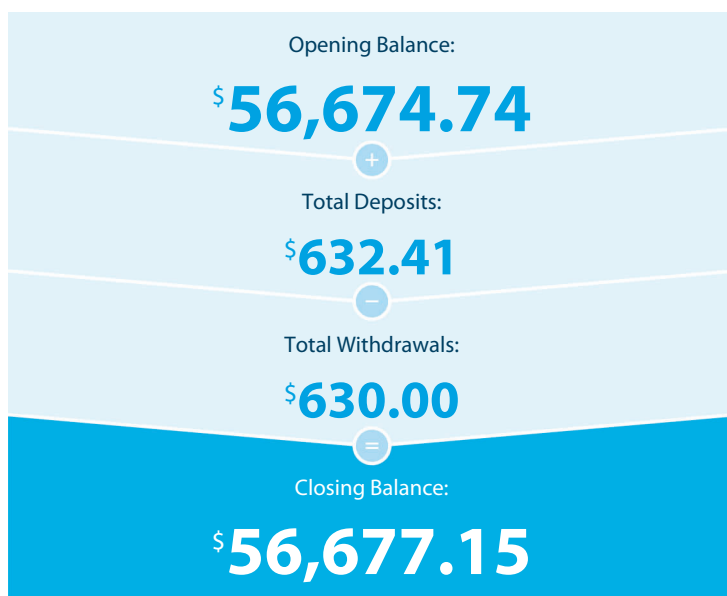 Opening Balance:
$56,674.74
+
Total Deposits:
$632.41
−
Total Withdrawals:
$630.00
=
Closing Balance:
$56,677.15